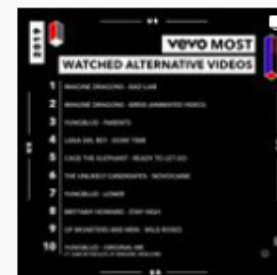 2019
vevo MOST
WATCHED ALTERNATIVE VIDEOS
1 IMAGINE DRAGONS - BAD LIAR
2 IMAGINE DRAGONS - BIRDS (ANIMATED VIDEO)
3 YUNGBLUD - PARENTS
4 LANA DEL REY - DOIN' TIME
5 CAGE THE ELEPHANT - READY TO LET GO
6 THE UNLIKELY CANDIDATES - NOVOCAINE
7 YUNGBLUD - LONER
8 BRITTANY HOWARD - STAY HIGH
9 OF MONSTERS AND MEN - WILD ROSES
10 YUNGBLUD - ORIGINAL ME